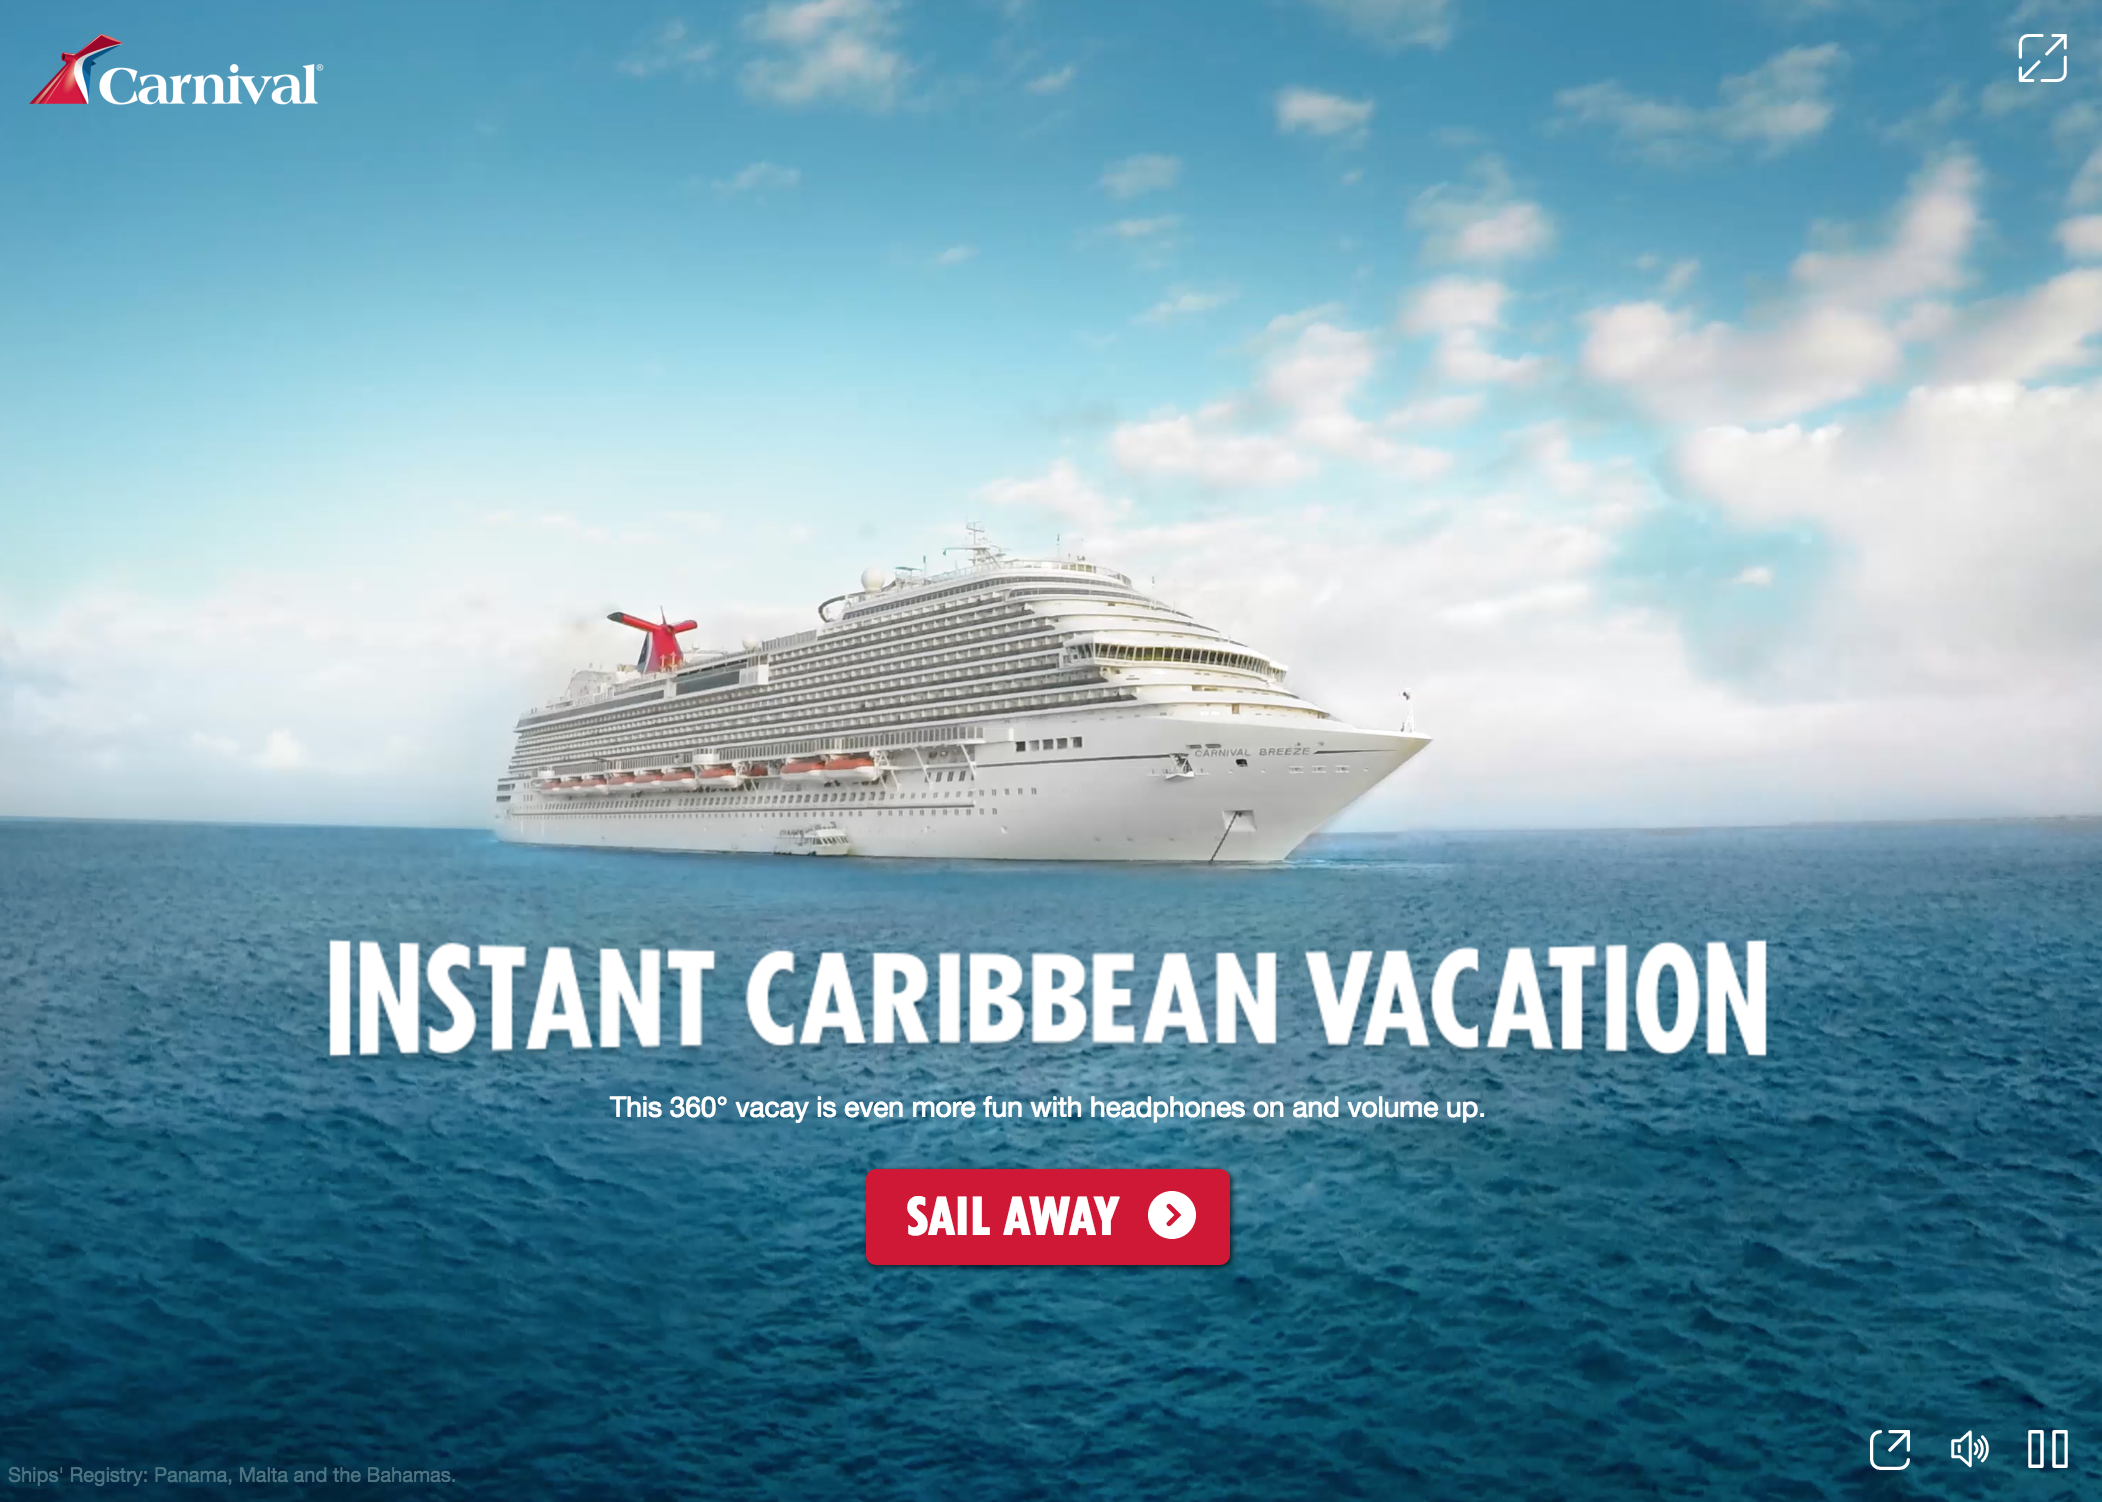 Carnival®
CARNIVAL BREEZE
INSTANT CARIBBEAN VACATION
This 360° vacay is even more fun with headphones on and volume up.
SAIL AWAY
Ships' Registry: Panama, Malta and the Bahamas.